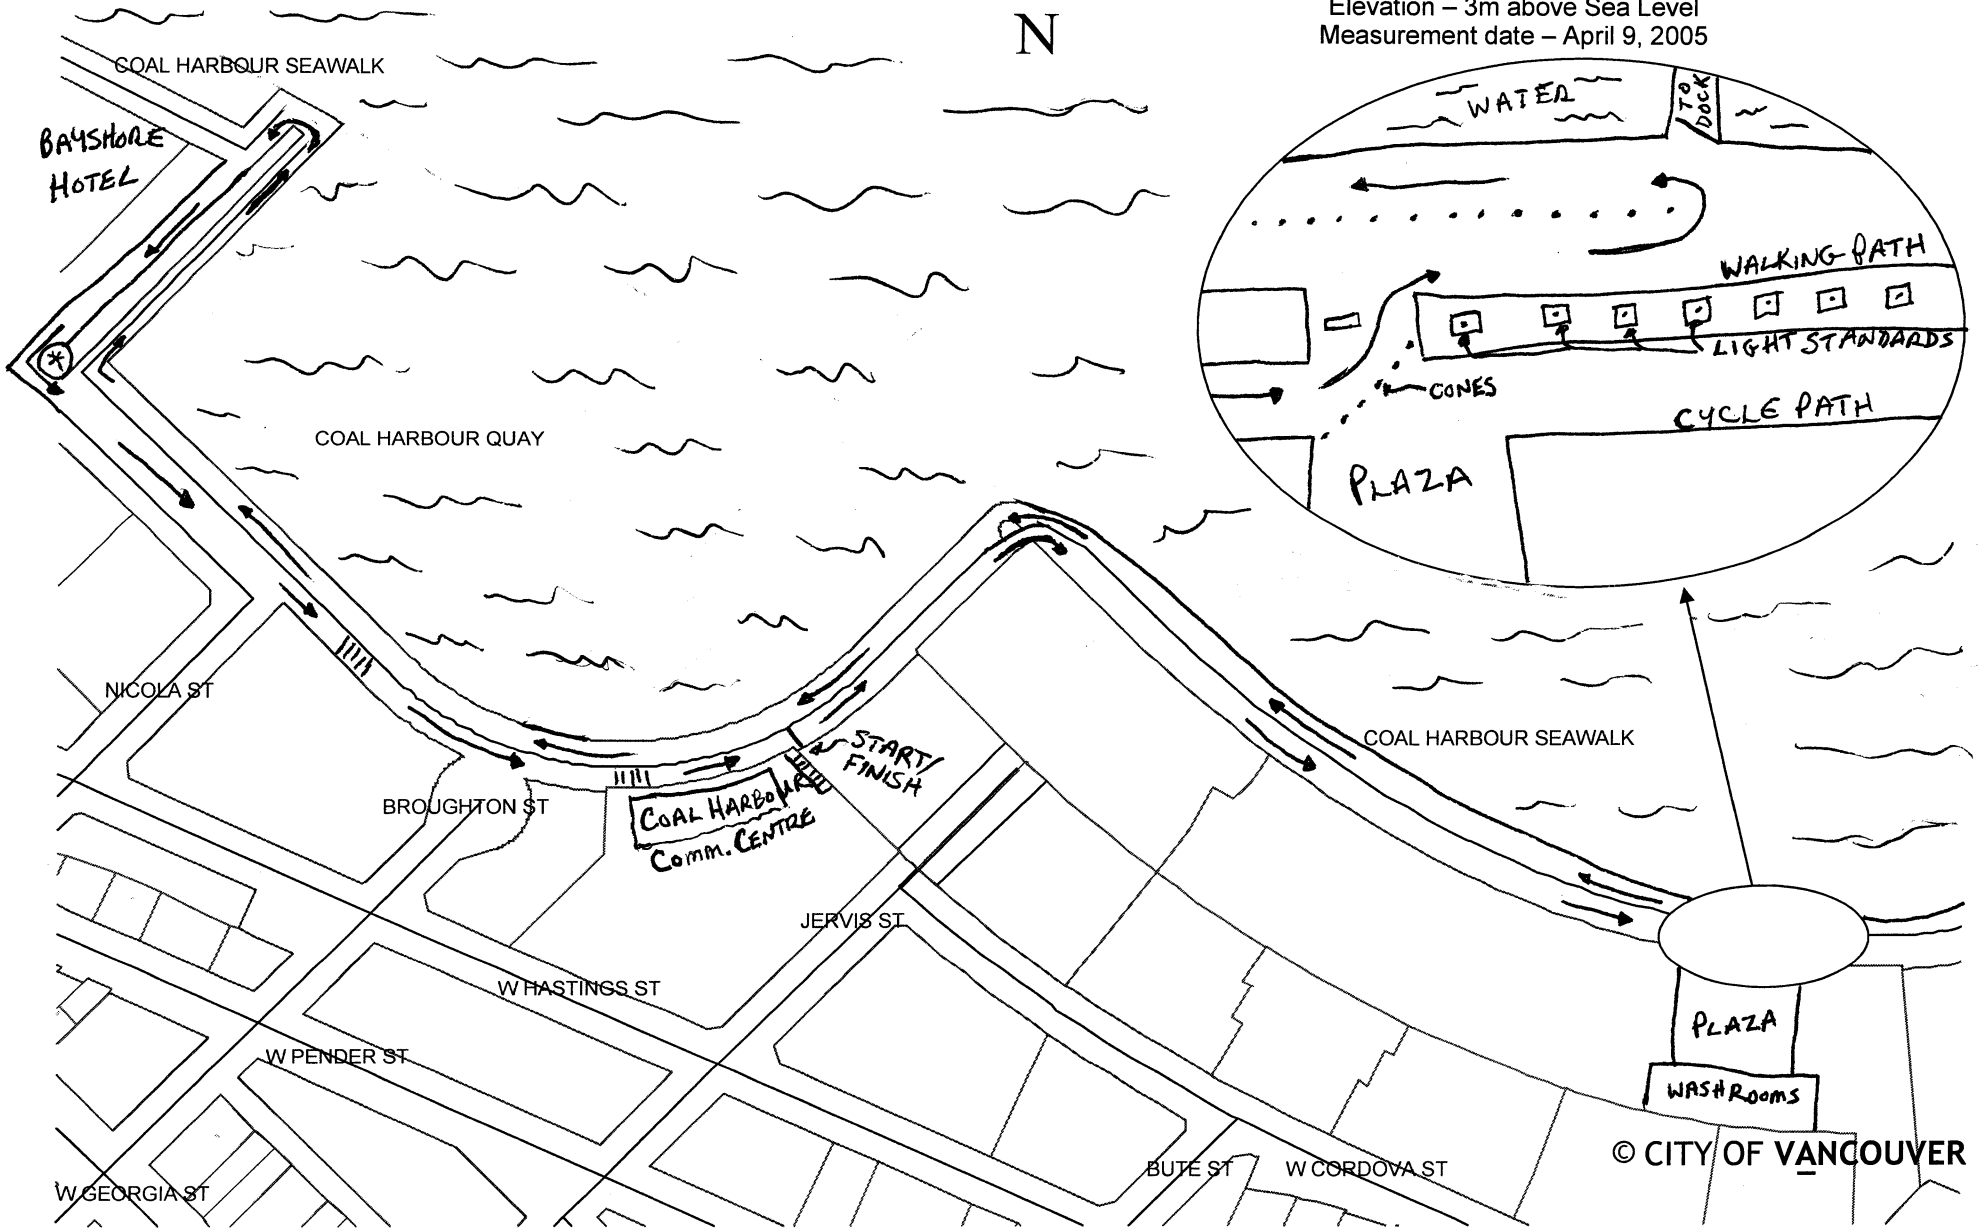 Elevation – 3m above Sea Level
Measurement date – April 9, 2005
N
COAL HARBOUR SEAWALK
BAYSHORE
HOTEL
WATER
TO
DOCK
WALKING PATH
LIGHT STANDARDS
CONES
CYCLE PATH
PLAZA
*
COAL HARBOUR QUAY
NICOLA ST
START/
FINISH
COAL HARBOUR SEAWALK
BROUGHTON ST
COAL HARBOUR
COMM. CENTRE
JERVIS ST
W HASTINGS ST
PLAZA
W PENDER ST
WASHROOMS
© CITY OF VANCOUVER
BUTE ST
W CORDOVA ST
W GEORGIA ST